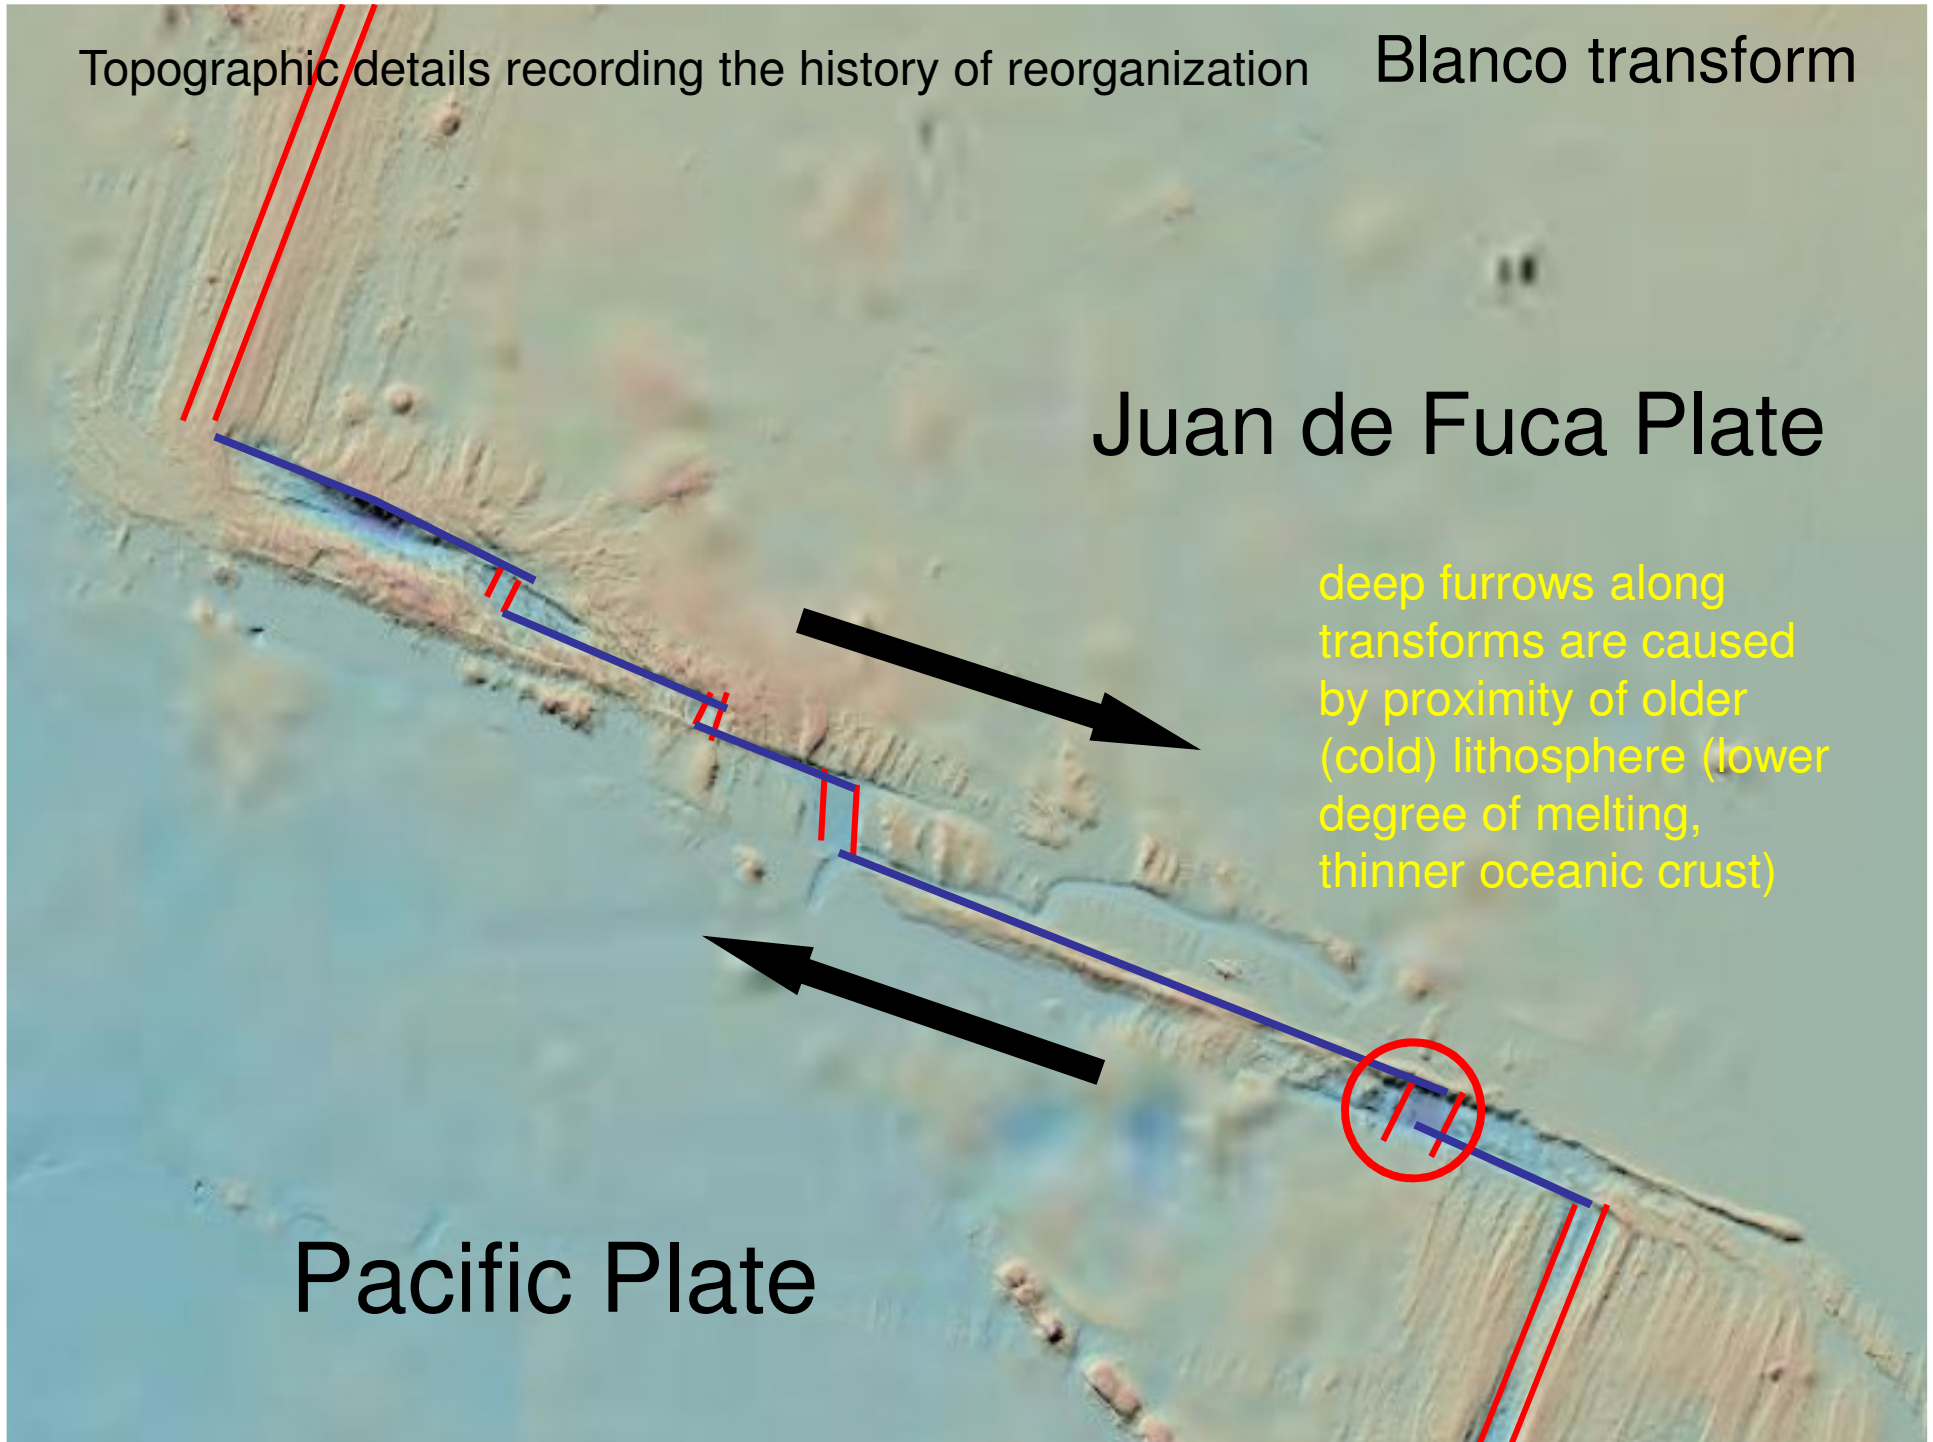 Topographic details recording the history of reorganization
Blanco transform
Juan de Fuca Plate
deep furrows along
transforms are caused
by proximity of older
(cold) lithosphere (lower
degree of melting,
thinner oceanic crust)
Pacific Plate